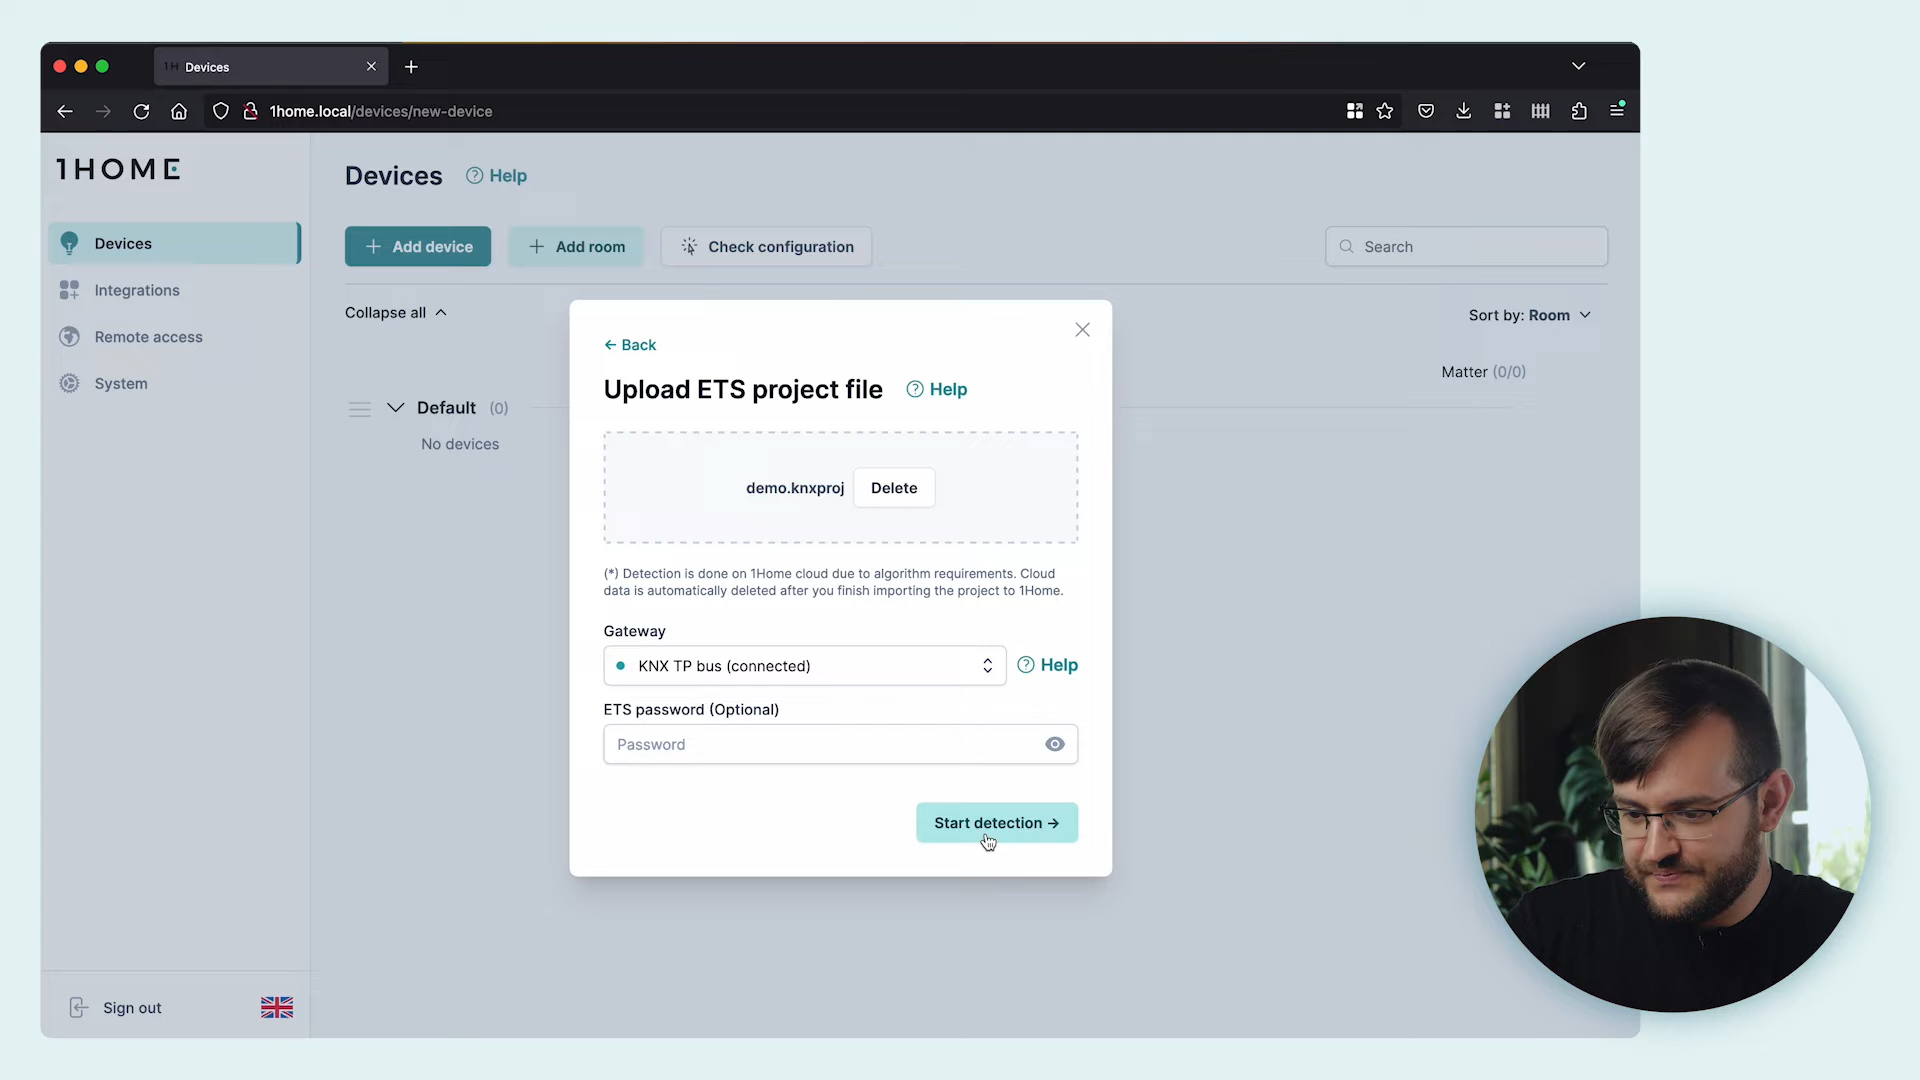 1H Devices
1home.local/devices/new-device
1HOME
Devices
Integrations
Remote access
System
Sign out
Devices
Help
Add device
Add room
Check configuration
Search
Collapse all
Sort by: Room
Matter (0/0)
Default (0)
No devices
← Back
Upload ETS project file
Help
demo.knxproj
Delete
(*) Detection is done on 1Home cloud due to algorithm requirements. Cloud
data is automatically deleted after you finish importing the project to 1Home.
Gateway
KNX TP bus (connected)
Help
ETS password (Optional)
Password
Start detection →